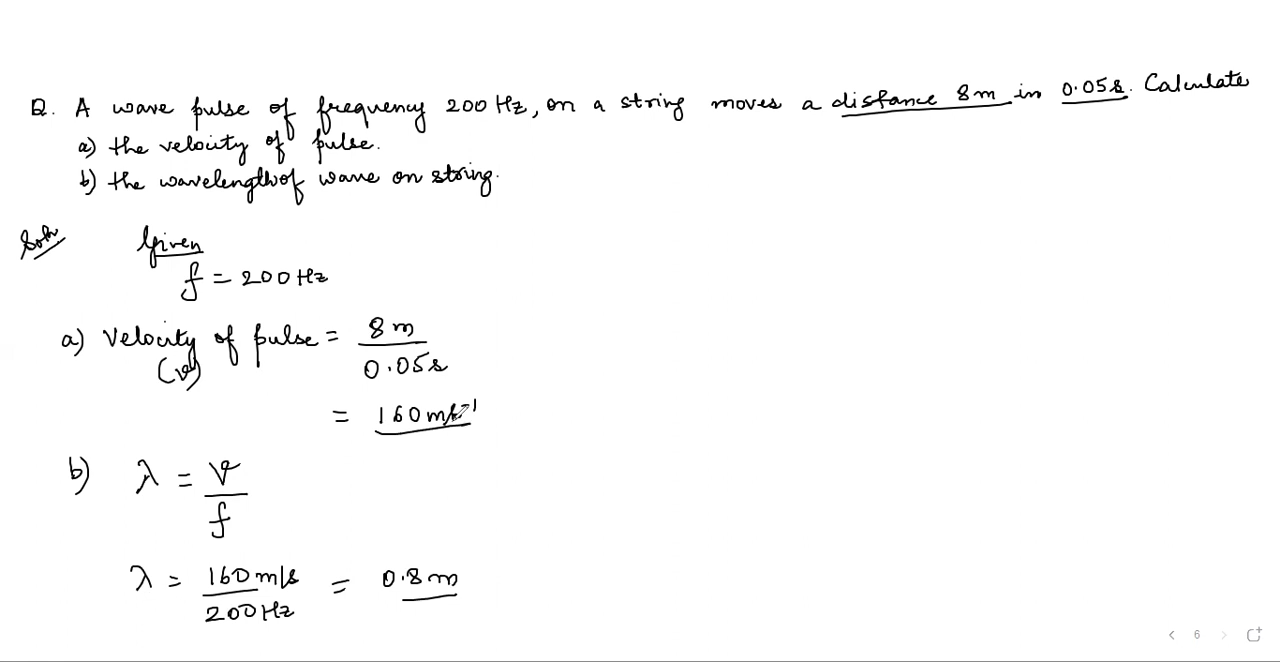 Q. A wave pulse of frequency 200 Hz, on a string moves a distance 8m in 0.05s. Calculate
a) the velocity of pulse.
b) the wavelength of wave on string.
Soln
Given
f = 200 Hz
a) Velocity of pulse = 8m / 0.05s
(v)
= 160 ms⁻¹
b) λ = v / f
λ = 160 m/s / 200 Hz = 0.8 m
6